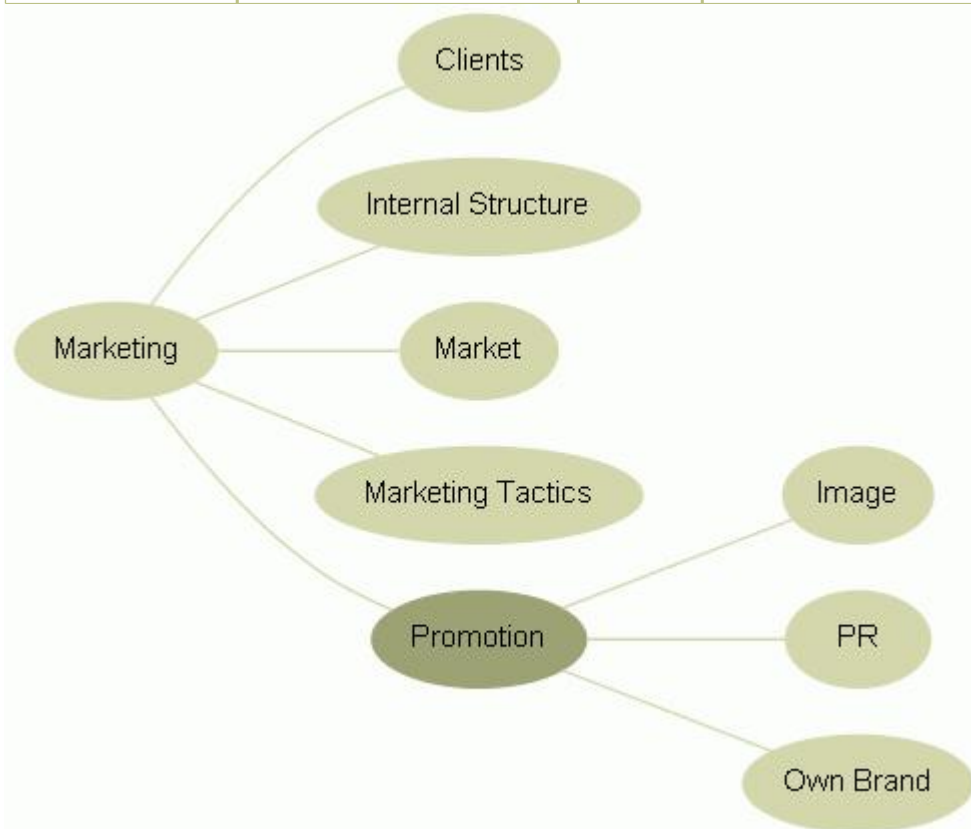 Clients
Internal Structure
Marketing
Market
Marketing Tactics
Image
Promotion
PR
Own Brand